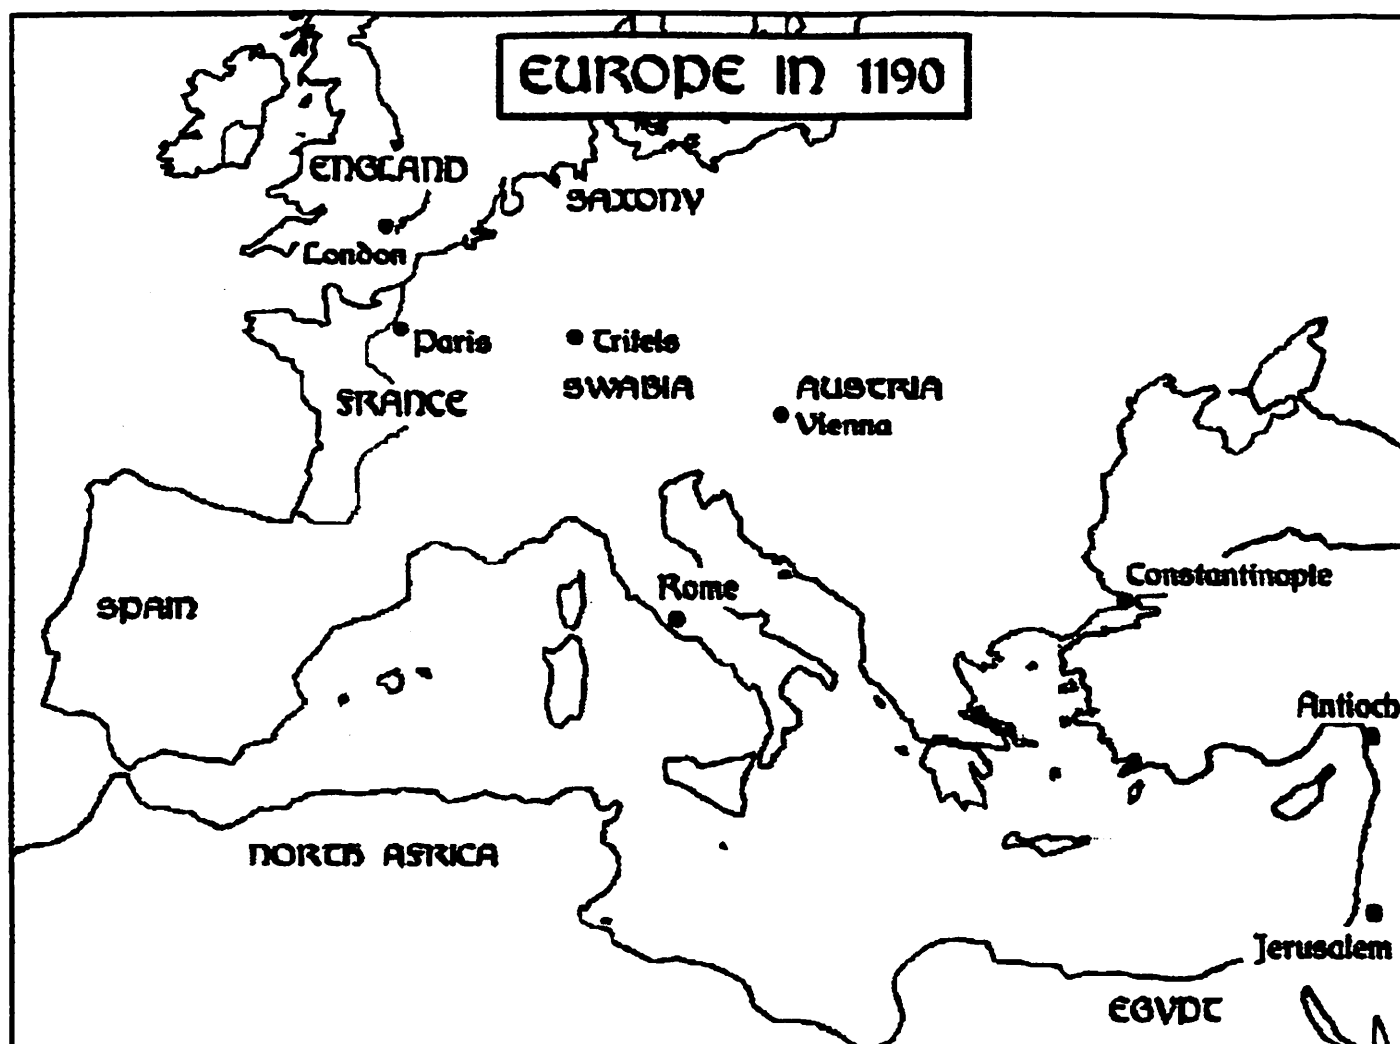 EUROPE IN 1190
ENGLAND
SAXONY
London
Paris
Trifels
SWABIA
AUSTRIA
FRANCE
Vienna
Constantinople
Rome
SPAIN
Antioch
NORTH AFRICA
Jerusalem
EGYPT